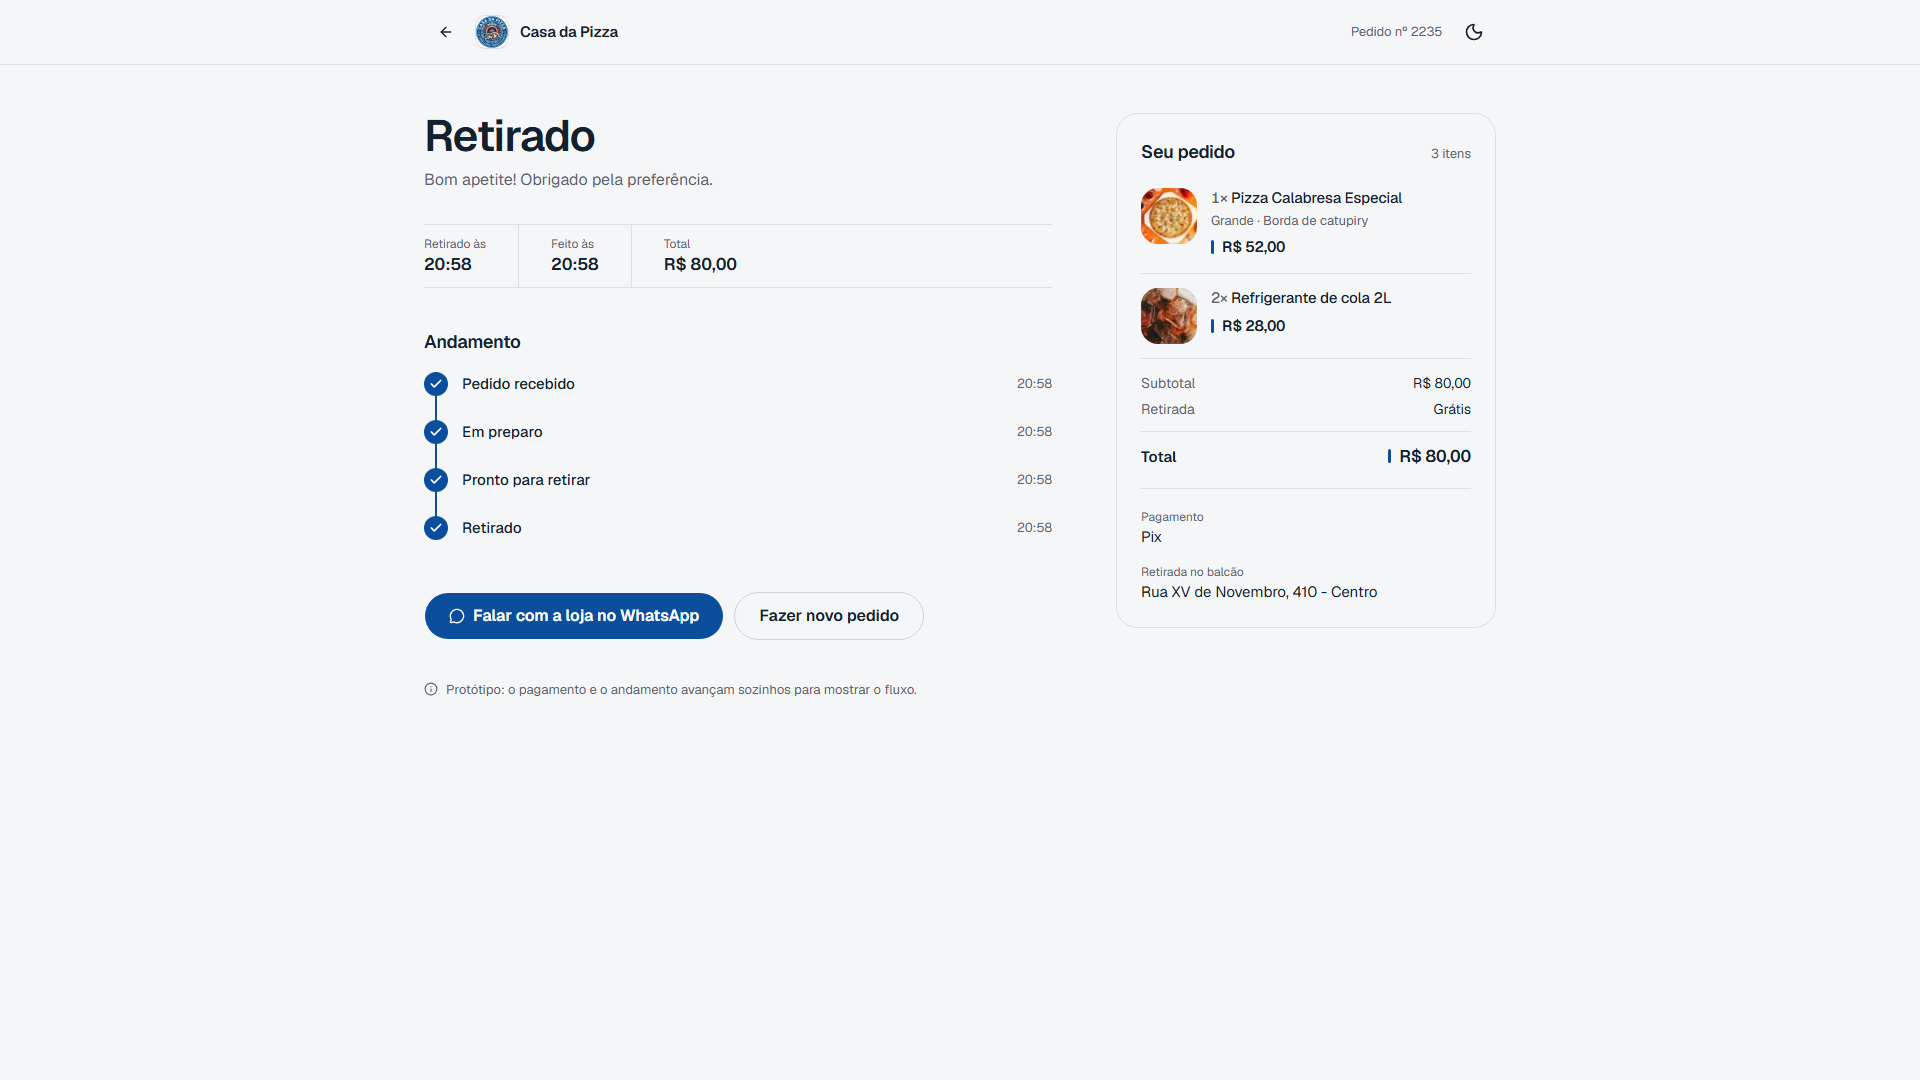 Casa da Pizza
Pedido nº 2235
Retirado
Bom apetite! Obrigado pela preferência.
Retirado às
20:58
Feito às
20:58
Total
R$ 80,00
Andamento
Pedido recebido 20:58
Em preparo 20:58
Pronto para retirar 20:58
Retirado 20:58
Falar com a loja no WhatsApp
Fazer novo pedido
Protótipo: o pagamento e o andamento avançam sozinhos para mostrar o fluxo.
Seu pedido 3 itens
1× Pizza Calabresa Especial
Grande · Borda de catupiry
R$ 52,00
2× Refrigerante de cola 2L
R$ 28,00
Subtotal R$ 80,00
Retirada Grátis
Total R$ 80,00
Pagamento
Pix
Retirada no balcão
Rua XV de Novembro, 410 - Centro